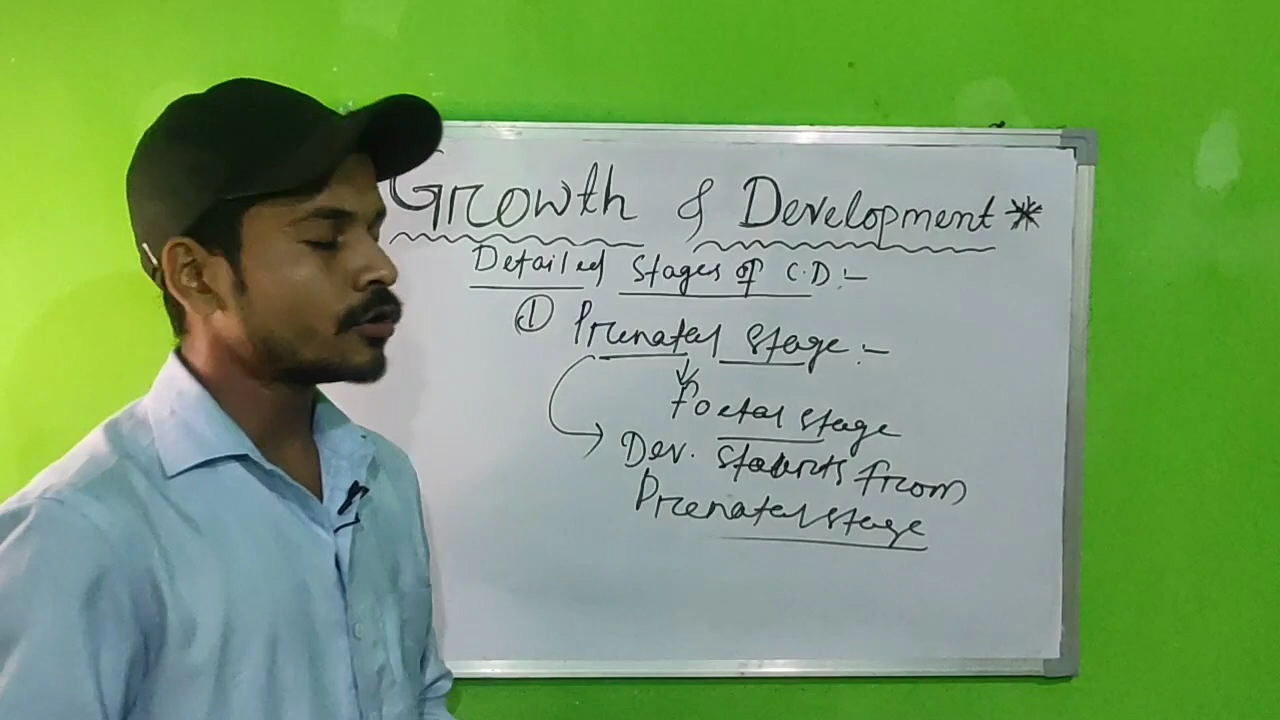 Growth & Development *
Detailed Stages of C.D :-
① Prenatal stage :-
Foetal stage
Dev. starts from
Prenatal stage